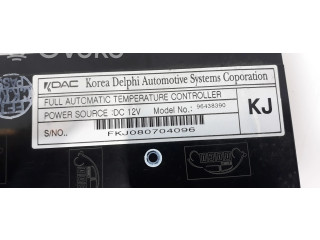 KDAC Korea Delphi Automotive Systems Coporation
FULL AUTOMATIC TEMPERATURE CONTROLLER
POWER SOURCE :DC 12V Model No.: 96438390
KJ
S/NO.. FKJ080704096